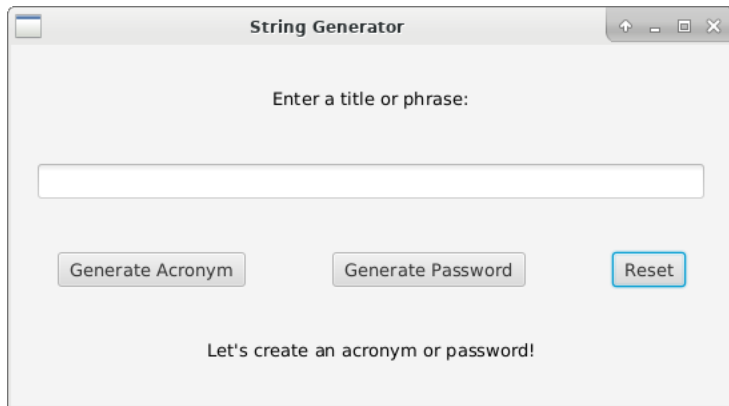 String Generator
Enter a title or phrase:
Generate Acronym Generate Password Reset
Let's create an acronym or password!